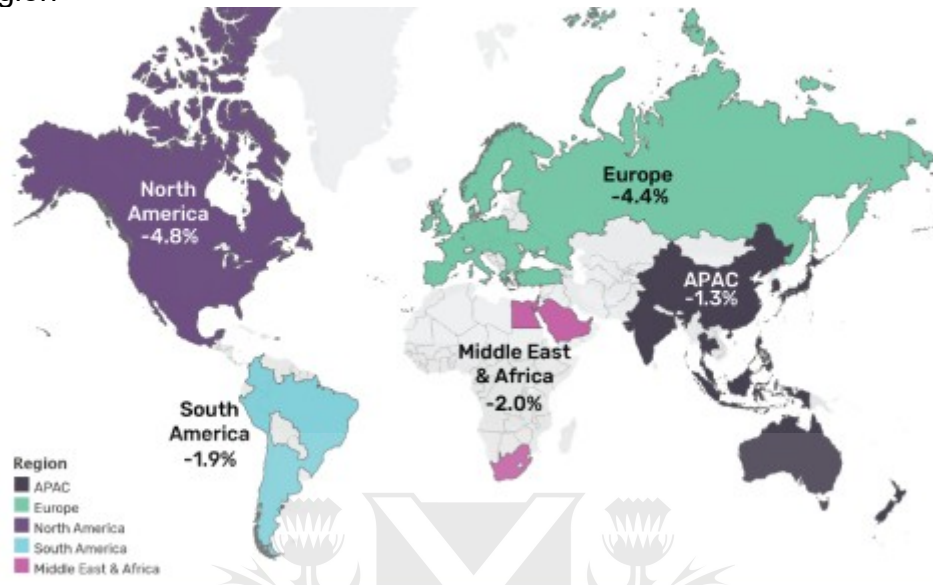 gion
North
America
-4.8%
Europe
-4.4%
APAC
-1.3%
Middle East
& Africa
-2.0%
South
America
-1.9%
Region
APAC
Europe
North America
South America
Middle East & Africa